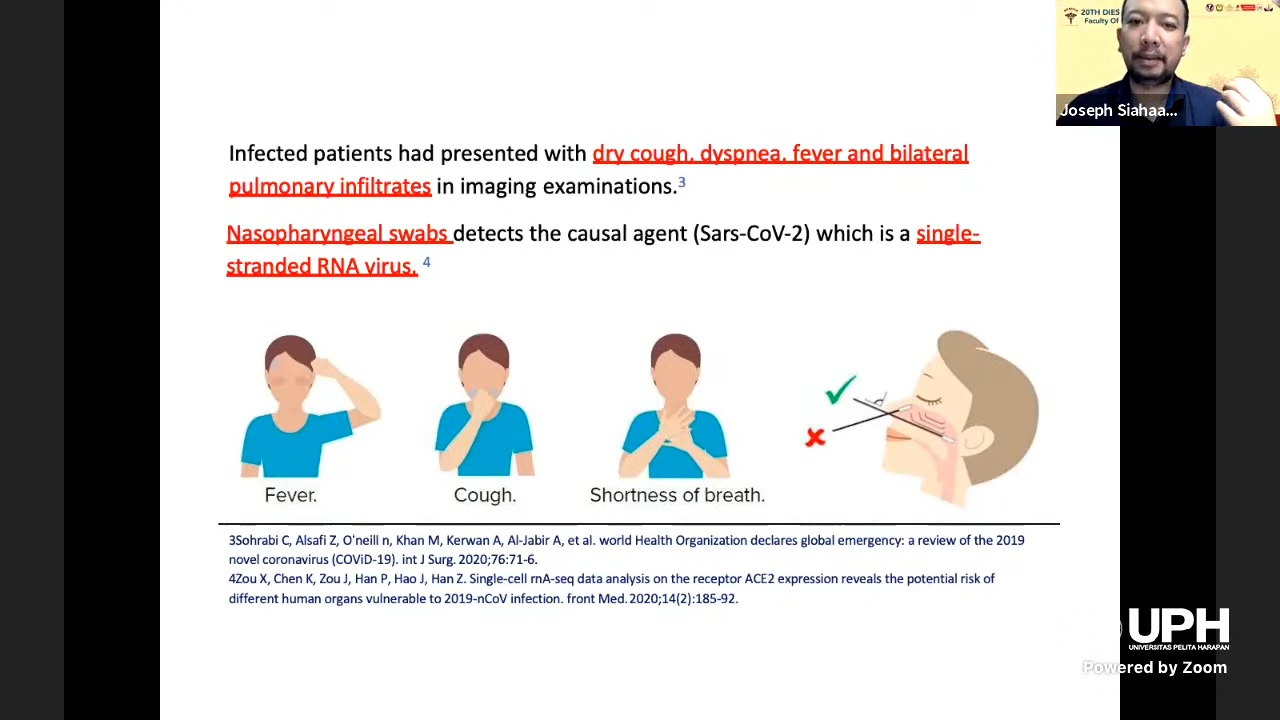 20TH DIES
Faculty Of
Joseph Siahaa...
Infected patients had presented with dry cough, dyspnea, fever and bilateral
pulmonary infiltrates in imaging examinations.3
Nasopharyngeal swabs detects the causal agent (Sars-CoV-2) which is a single-
stranded RNA virus. 4
Fever.
Cough.
Shortness of breath.
3Sohrabi C, Alsafi Z, O'neill n, Khan M, Kerwan A, Al-Jabir A, et al. world Health Organization declares global emergency: a review of the 2019
novel coronavirus (COViD-19). int J Surg. 2020;76:71-6.
4Zou X, Chen K, Zou J, Han P, Hao J, Han Z. Single-cell rnA-seq data analysis on the receptor ACE2 expression reveals the potential risk of
different human organs vulnerable to 2019-nCoV infection. front Med. 2020;14(2):185-92.
UPH
UNIVERSITAS PELITA HARAPAN
Powered by Zoom